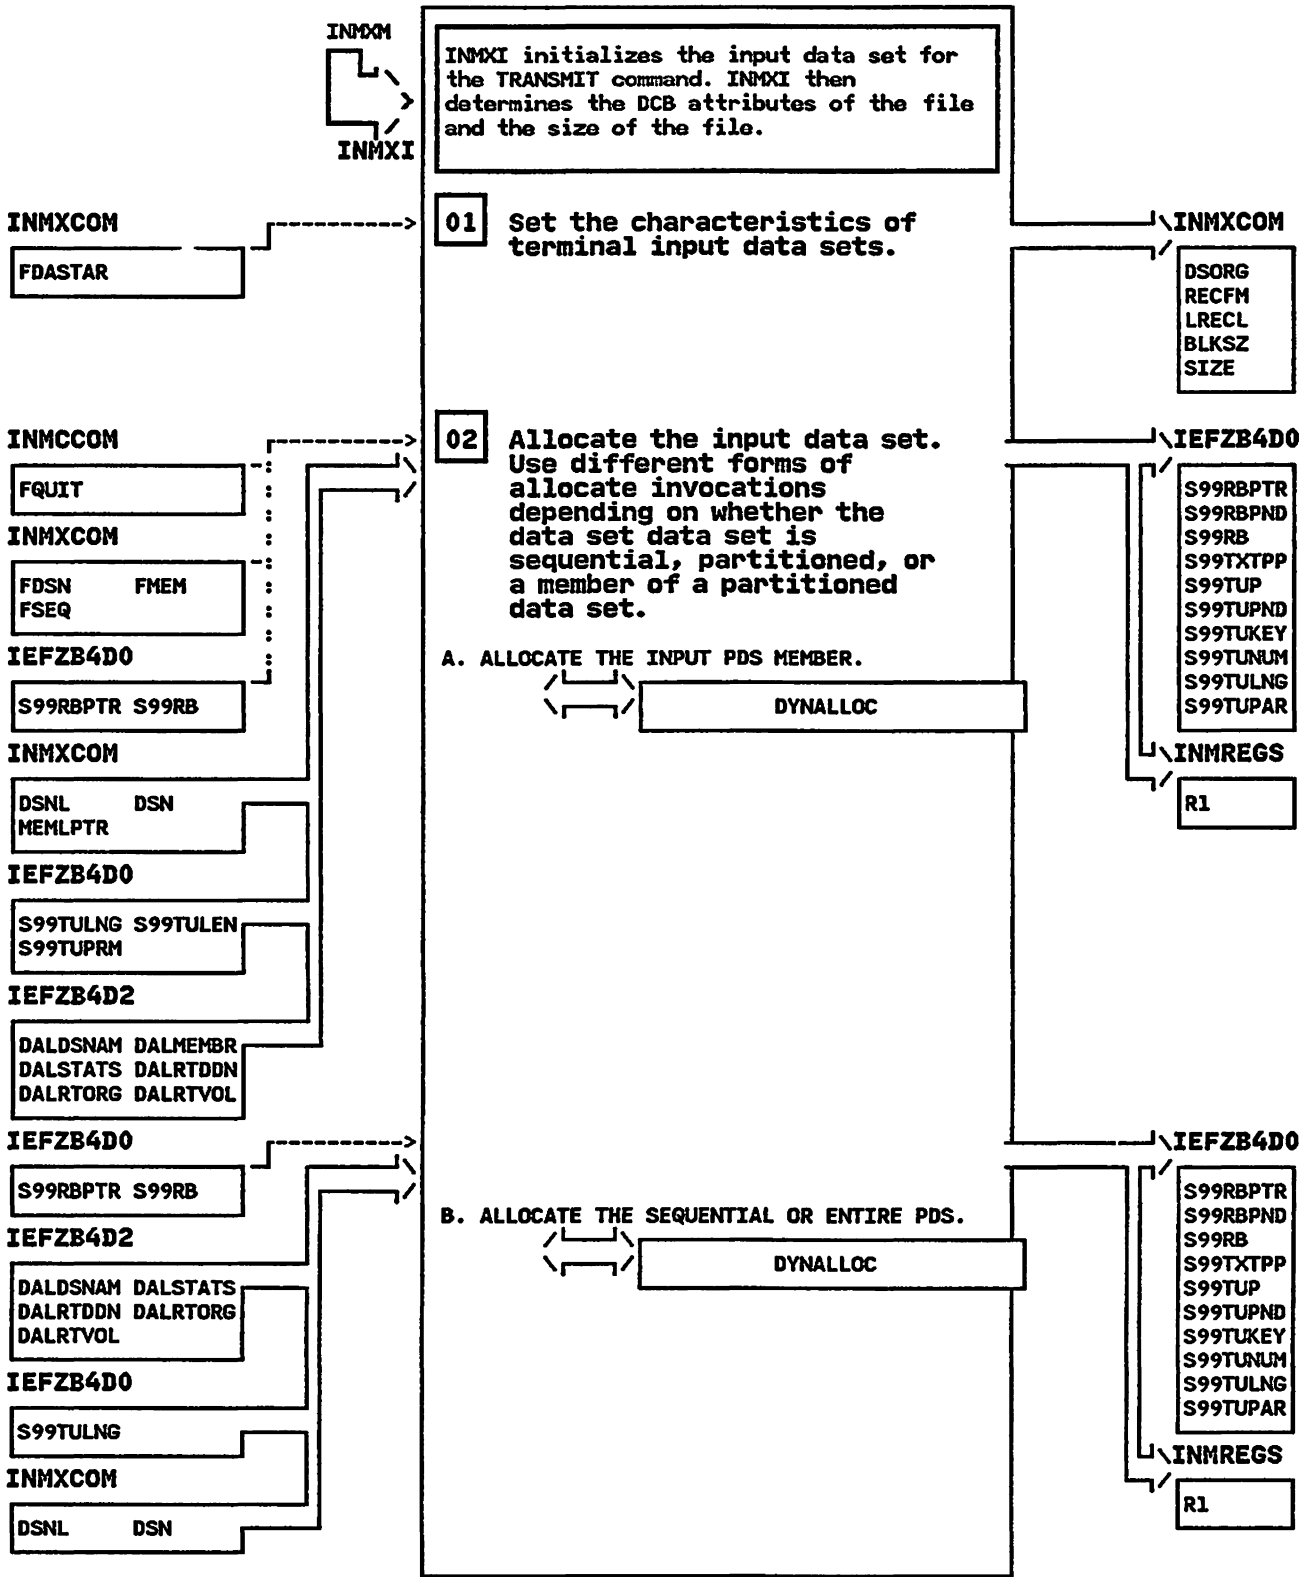 INMXM
INMXI
INMXI initializes the input data set for
the TRANSMIT command. INMXI then
determines the DCB attributes of the file
and the size of the file.
INMXCOM
FDASTAR
01 Set the characteristics of
terminal input data sets.
INMXCOM
DSORG
RECFM
LRECL
BLKSZ
SIZE
INMCCOM
FQUIT
INMXCOM
FDSN FMEM
FSEQ
IEFZB4D0
S99RBPTR S99RB
INMXCOM
DSNL DSN
MEMLPTR
IEFZB4D0
S99TULNG S99TULEN
S99TUPRM
IEFZB4D2
DALDSNAM DALMEMBR
DALSTATS DALRTDDN
DALRTORG DALRTVOL
02 Allocate the input data set.
Use different forms of
allocate invocations
depending on whether the
data set data set is
sequential, partitioned, or
a member of a partitioned
data set.
A. ALLOCATE THE INPUT PDS MEMBER.
DYNALLOC
IEFZB4D0
S99RBPTR
S99RBPND
S99RB
S99TXTPP
S99TUP
S99TUPND
S99TUKEY
S99TUNUM
S99TULNG
S99TUPAR
INMREGS
R1
IEFZB4D0
S99RBPTR S99RB
IEFZB4D2
DALDSNAM DALSTATS
DALRTDDN DALRTORG
DALRTVOL
IEFZB4D0
S99TULNG
INMXCOM
DSNL DSN
B. ALLOCATE THE SEQUENTIAL OR ENTIRE PDS.
DYNALLOC
IEFZB4D0
S99RBPTR
S99RBPND
S99RB
S99TXTPP
S99TUP
S99TUPND
S99TUKEY
S99TUNUM
S99TULNG
S99TUPAR
INMREGS
R1